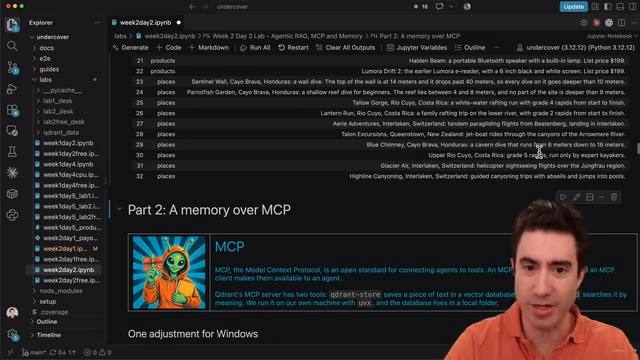 undercover
16
Update
Explorer
undercover
docs
e2e
guides
labs
__pycache__
lab1_desk
lab2_desk
lab2free_desk
qdrant_data
week1day2.ipynb
week1day2free.i...
week1day4.ipynb
week1day4cpu.i...
week1day4free.i...
week1day5_lab1...
week1day5_lab2...
week1day5_lab2fr...
week1day5_produ...
week2day1_payo...
week2day1.ip... M
week2day1free.i...
week2day2.ipynb
week2day2free.i...
node_modules
setup
.coverage
Outline
Timeline
main*
week2day2.ipynb
labs > week2day2.ipynb > Week 2 Day 2 Lab - Agentic RAG, MCP and Memory > Part 2: A memory over MCP
Jupyter Notebook
Generate + Code + Markdown Run All Restart Clear All Outputs Jupyter Variables Outline undercover (3.12.12) (Python 3.12.12)
21 products Halden Beam: a portable Bluetooth speaker with a built-in lamp. List price $199.
22 products Lumora Drift 2: the earlier Lumora e-reader, with a 6 inch black and white screen. List price $199.
23 places Sentinel Wall, Cayo Brava, Honduras: a wall dive. The top of the wall is at 14 meters and it drops past 40 meters, so every dive on it goes deeper than 10 meters.
24 places Parrotfish Garden, Cayo Brava, Honduras: a shallow reef dive for beginners. The reef lies between 4 and 8 meters, and no part of the site is deeper than 9 meters.
25 places Tallow Gorge, Rio Cuyo, Costa Rica: a white-water rafting run with grade 4 rapids from start to finish.
26 places Lantern Run, Rio Cuyo, Costa Rica: a family rafting trip on the lower river, with grade 2 rapids from start to finish.
27 places Aerie Adventures, Interlaken, Switzerland: tandem paragliding flights from Beatenberg, landing in Interlaken.
28 places Talon Excursions, Queenstown, New Zealand: jet-boat rides through the canyons of the Arrowmere River.
29 places Blue Chimney, Cayo Brava, Honduras: a cavern dive that runs from 6 meters down to 16 meters.
30 places Upper Rio Cuyo, Costa Rica: grade 5 rapids, run only by expert kayakers.
31 places Glacier Air, Interlaken, Switzerland: helicopter sightseeing flights over the Jungfrau region.
32 places Highline Canyoning, Interlaken, Switzerland: guided canyoning trips with abseils and jumps into pools.
Part 2: A memory over MCP
MCP
MCP, the Model Context Protocol, is an open standard for connecting agents to tools. An MC an MCP
client makes them available to an agent.
Qdrant's MCP server has two tools: qdrant-store saves a piece of text in a vector database searches it by
meaning. We run it on our own machine with uvx, and the database lives in a local folder.
One adjustment for Windows